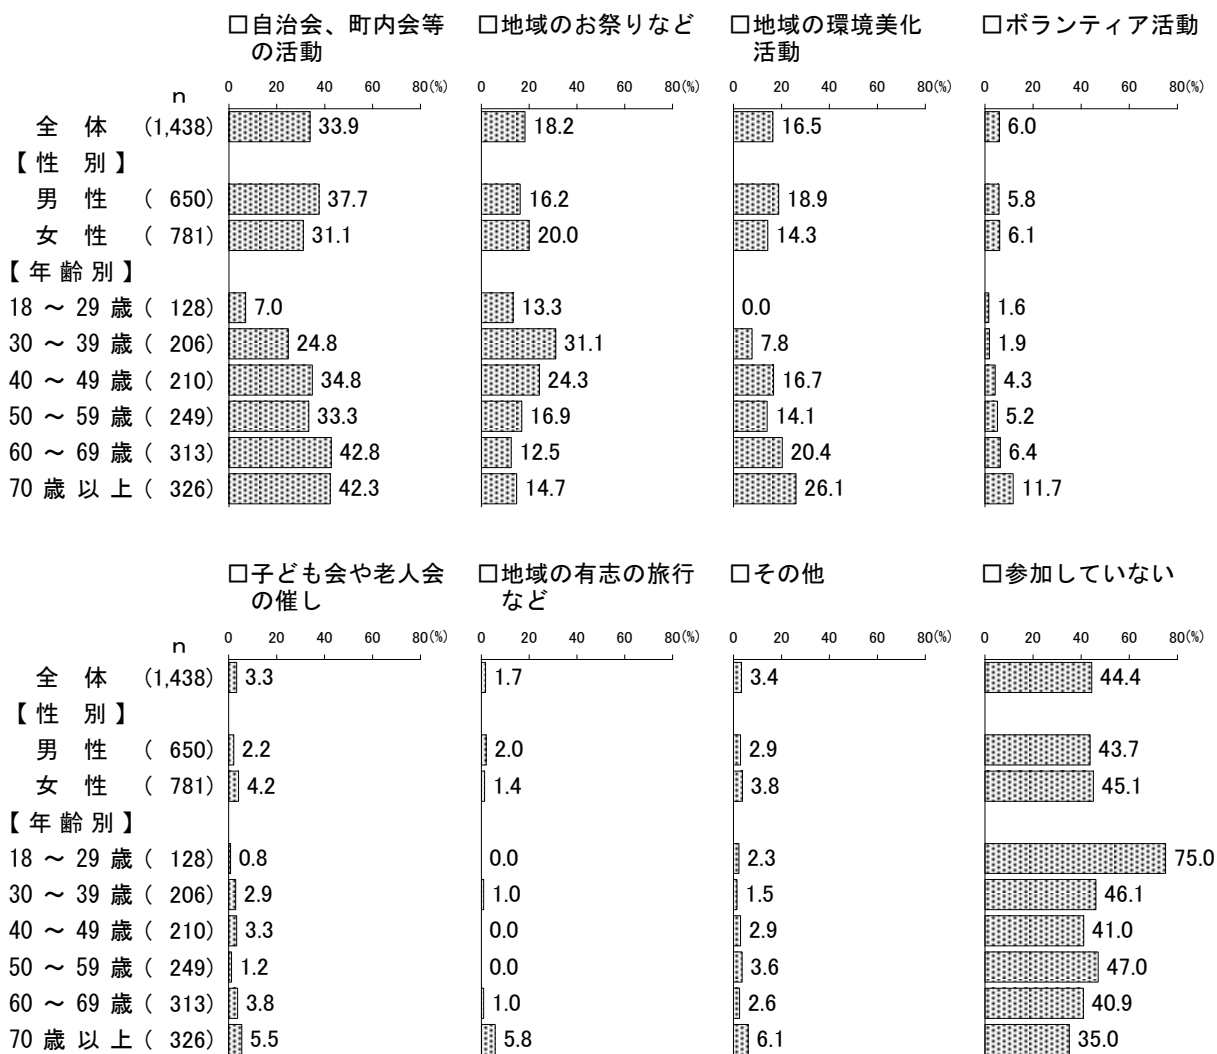 □自治会、町内会等 □地域のお祭りなど □地域の環境美化 □ボランティア活動
の活動 活動
n 0 20 40 60 80(%) 0 20 40 60 80(%) 0 20 40 60 80(%) 0 20 40 60 80(%)
全 体 (1,438) 33.9 18.2 16.5 6.0
【性 別】
男 性 ( 650) 37.7 16.2 18.9 5.8
女 性 ( 781) 31.1 20.0 14.3 6.1
【年齢別】
18 ～ 29 歳 ( 128) 7.0 13.3 0.0 1.6
30 ～ 39 歳 ( 206) 24.8 31.1 7.8 1.9
40 ～ 49 歳 ( 210) 34.8 24.3 16.7 4.3
50 ～ 59 歳 ( 249) 33.3 16.9 14.1 5.2
60 ～ 69 歳 ( 313) 42.8 12.5 20.4 6.4
70 歳 以 上 ( 326) 42.3 14.7 26.1 11.7
□子ども会や老人会 □地域の有志の旅行 □その他 □参加していない
の催し など
n 0 20 40 60 80(%) 0 20 40 60 80(%) 0 20 40 60 80(%) 0 20 40 60 80(%)
全 体 (1,438) 3.3 1.7 3.4 44.4
【性 別】
男 性 ( 650) 2.2 2.0 2.9 43.7
女 性 ( 781) 4.2 1.4 3.8 45.1
【年齢別】
18 ～ 29 歳 ( 128) 0.8 0.0 2.3 75.0
30 ～ 39 歳 ( 206) 2.9 1.0 1.5 46.1
40 ～ 49 歳 ( 210) 3.3 0.0 2.9 41.0
50 ～ 59 歳 ( 249) 1.2 0.0 3.6 47.0
60 ～ 69 歳 ( 313) 3.8 1.0 2.6 40.9
70 歳 以 上 ( 326) 5.5 5.8 6.1 35.0